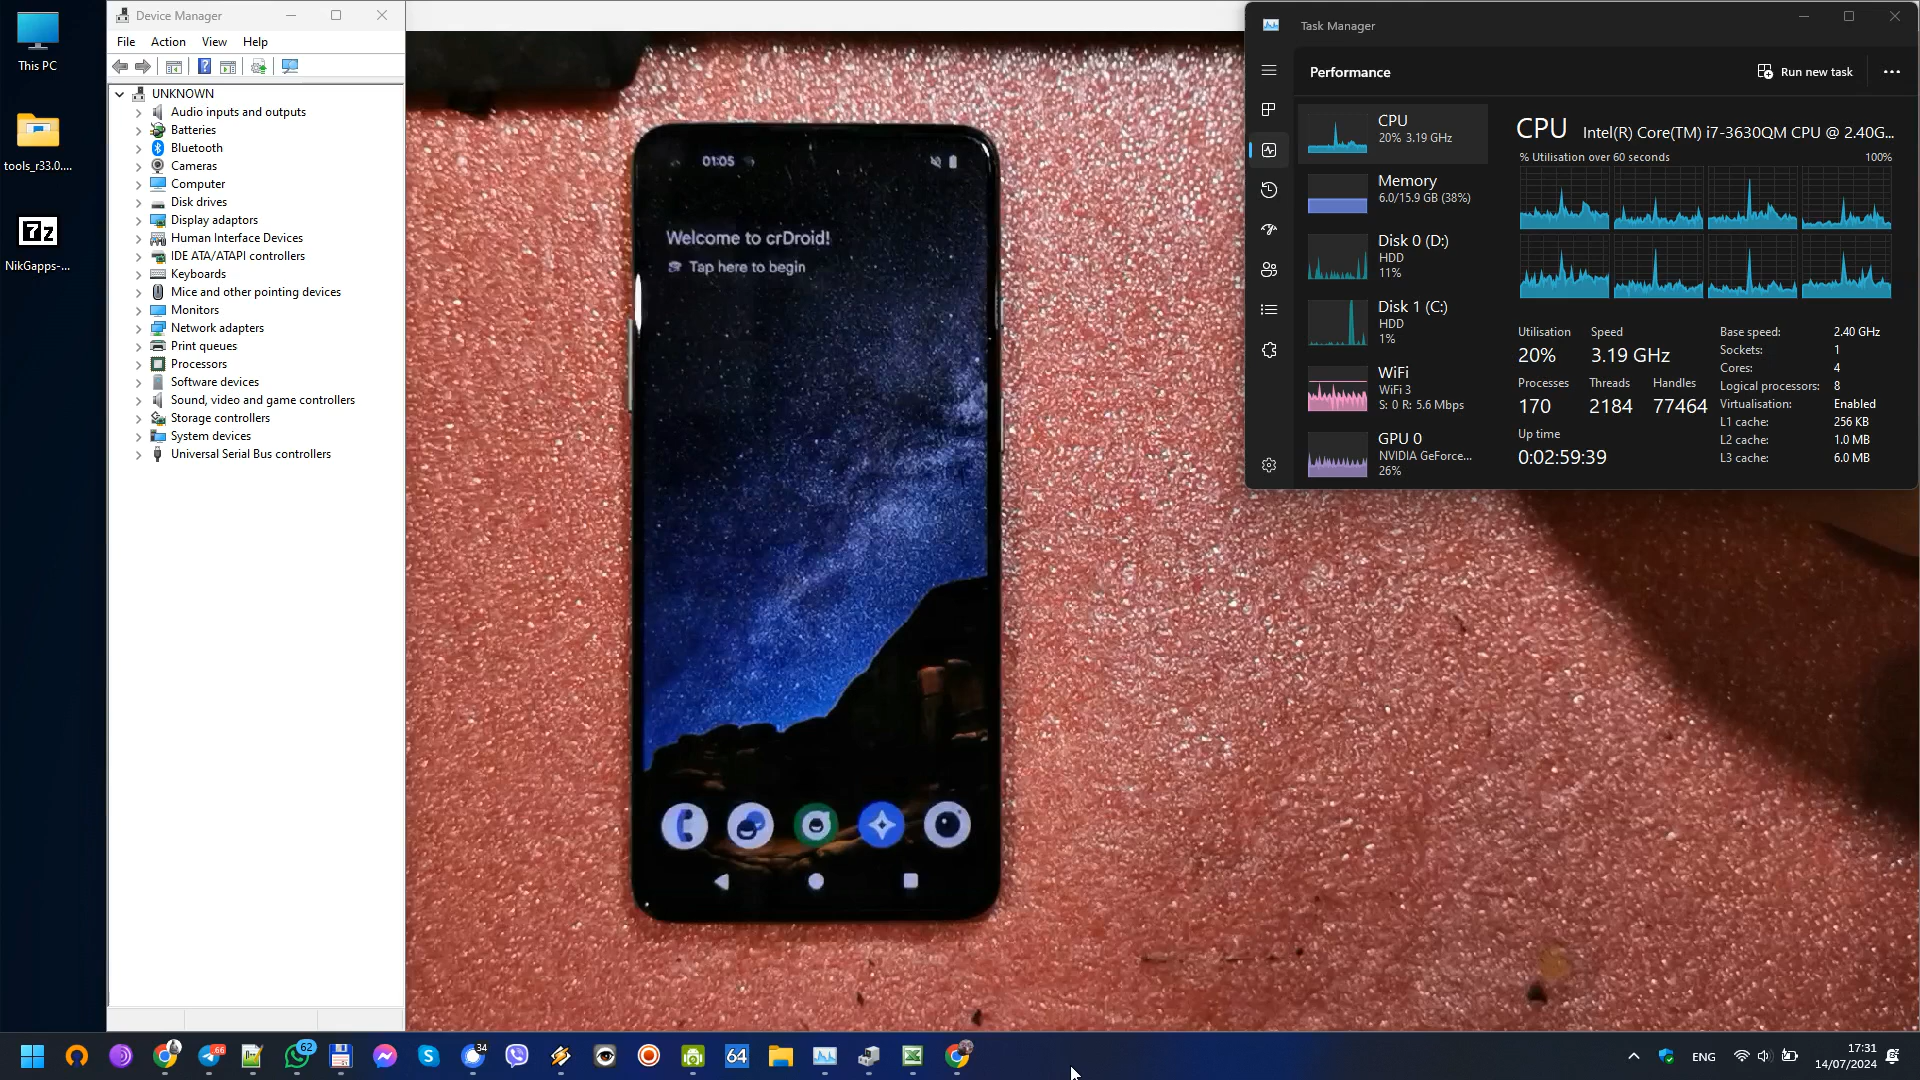 This PC
tools_r33.0....
7z
NikGapps-...
Device Manager
File Action View Help
UNKNOWN
Audio inputs and outputs
Batteries
Bluetooth
Cameras
Computer
Disk drives
Display adaptors
Human Interface Devices
IDE ATA/ATAPI controllers
Keyboards
Mice and other pointing devices
Monitors
Network adapters
Print queues
Processors
Software devices
Sound, video and game controllers
Storage controllers
System devices
Universal Serial Bus controllers
01:05
Welcome to crDroid!
Tap here to begin
Task Manager
Performance
Run new task
CPU
20% 3.19 GHz
Memory
6.0/15.9 GB (38%)
Disk 0 (D:)
HDD
11%
Disk 1 (C:)
HDD
1%
WiFi
WiFi 3
S: 0 R: 5.6 Mbps
GPU 0
NVIDIA GeForce...
26%
CPU Intel(R) Core(TM) i7-3630QM CPU @ 2.40G...
% Utilisation over 60 seconds 100%
Utilisation Speed
20% 3.19 GHz
Processes Threads Handles
170 2184 77464
Up time
0:02:59:39
Base speed: 2.40 GHz
Sockets: 1
Cores: 4
Logical processors: 8
Virtualisation: Enabled
L1 cache: 256 KB
L2 cache: 1.0 MB
L3 cache: 6.0 MB
66
62
34
64
ENG
17:31
14/07/2024